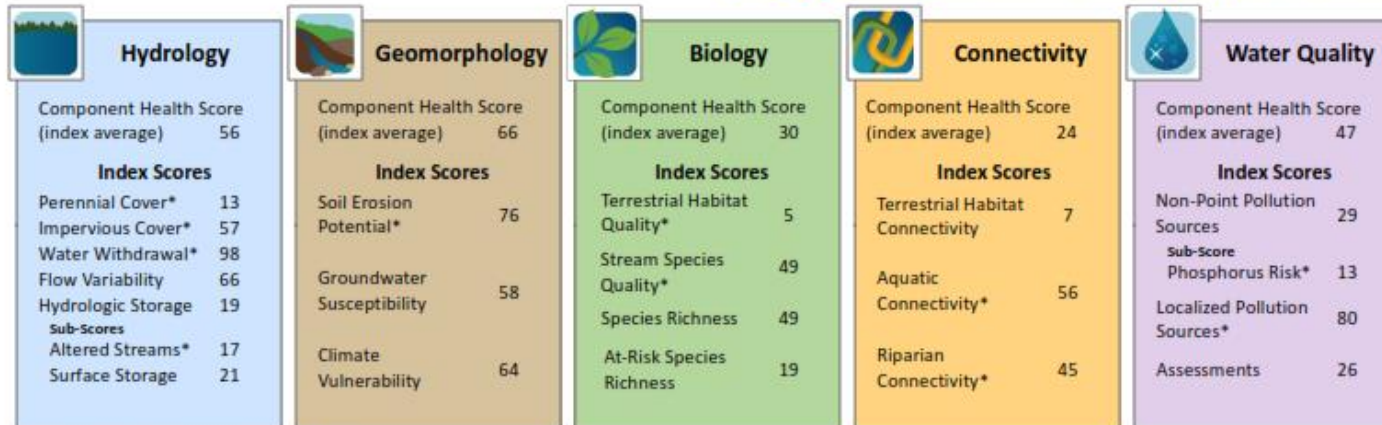 Hydrology
Component Health Score
(index average) 56
Index Scores
Perennial Cover* 13
Impervious Cover* 57
Water Withdrawal* 98
Flow Variability 66
Hydrologic Storage 19
Sub-Scores
Altered Streams* 17
Surface Storage 21
Geomorphology
Component Health Score
(index average) 66
Index Scores
Soil Erosion
Potential* 76
Groundwater
Susceptibility 58
Climate
Vulnerability 64
Biology
Component Health Score
(index average) 30
Index Scores
Terrestrial Habitat
Quality* 5
Stream Species
Quality* 49
Species Richness 49
At-Risk Species
Richness 19
Connectivity
Component Health Score
(index average) 24
Index Scores
Terrestrial Habitat
Connectivity 7
Aquatic
Connectivity* 56
Riparian
Connectivity* 45
Water Quality
Component Health Score
(index average) 47
Index Scores
Non-Point Pollution
Sources 29
Sub-Score
Phosphorus Risk* 13
Localized Pollution
Sources* 80
Assessments 26